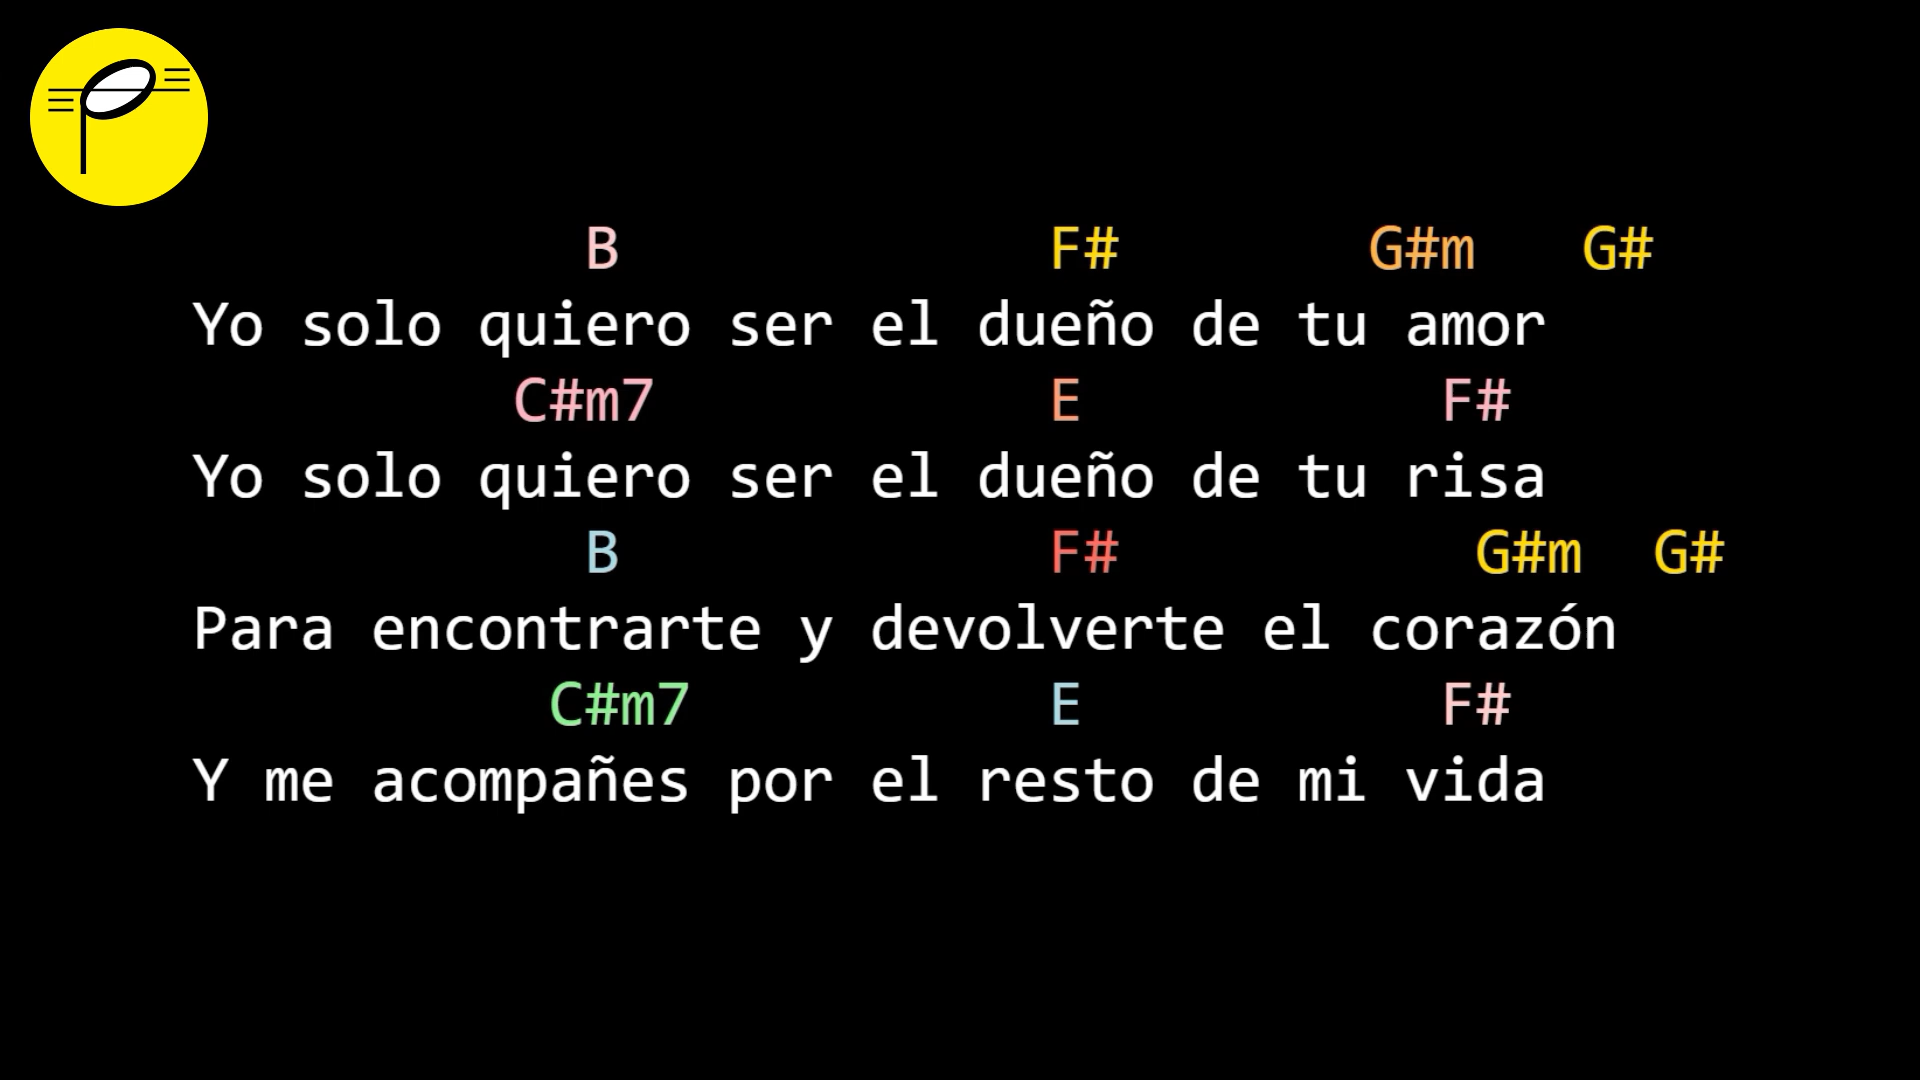 B F# G#m G#
Yo solo quiero ser el dueño de tu amor
C#m7 E F#
Yo solo quiero ser el dueño de tu risa
B F# G#m G#
Para encontrarte y devolverte el corazón
C#m7 E F#
Y me acompañes por el resto de mi vida